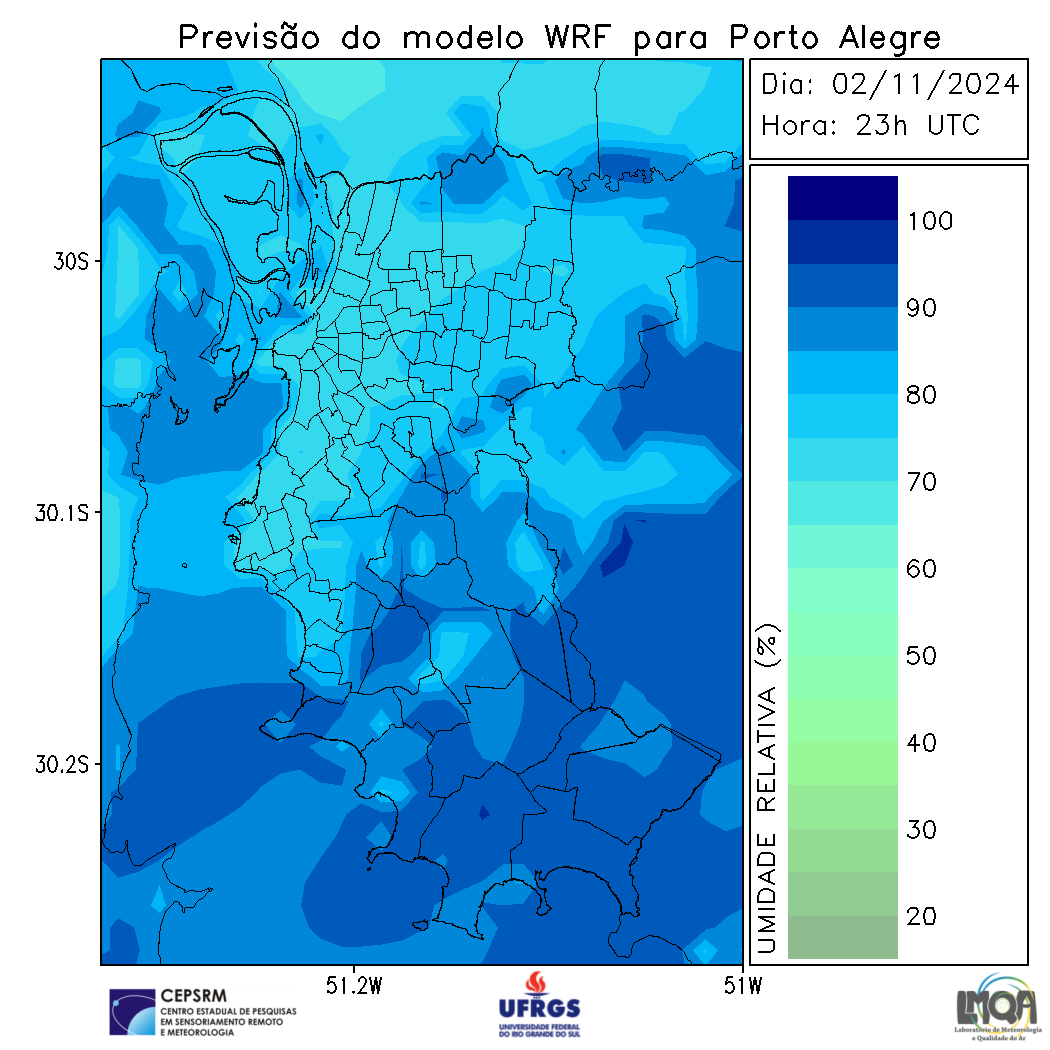 Previsão do modelo WRF para Porto Alegre
Dia: 02/11/2024
Hora: 23h UTC
30S
30.1S
30.2S
51.2W
51W
100
90
80
70
60
50
40
30
20
UMIDADE RELATIVA (%)
CEPSRM
CENTRO ESTADUAL DE PESQUISAS
EM SENSORIAMENTO REMOTO
E METEOROLOGIA
UFRGS
UNIVERSIDADE FEDERAL
DO RIO GRANDE DO SUL
LMQA
Laboratório de Meteorologia
e Qualidade do Ar